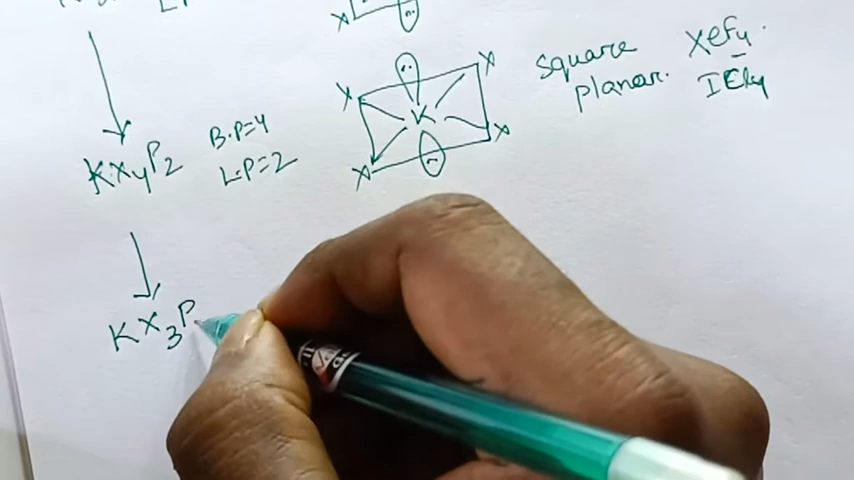 X
X X
Square XeF4.
planar. ICl4
K
X X
KX4P2 B.P=4
L.P=2
KX3P